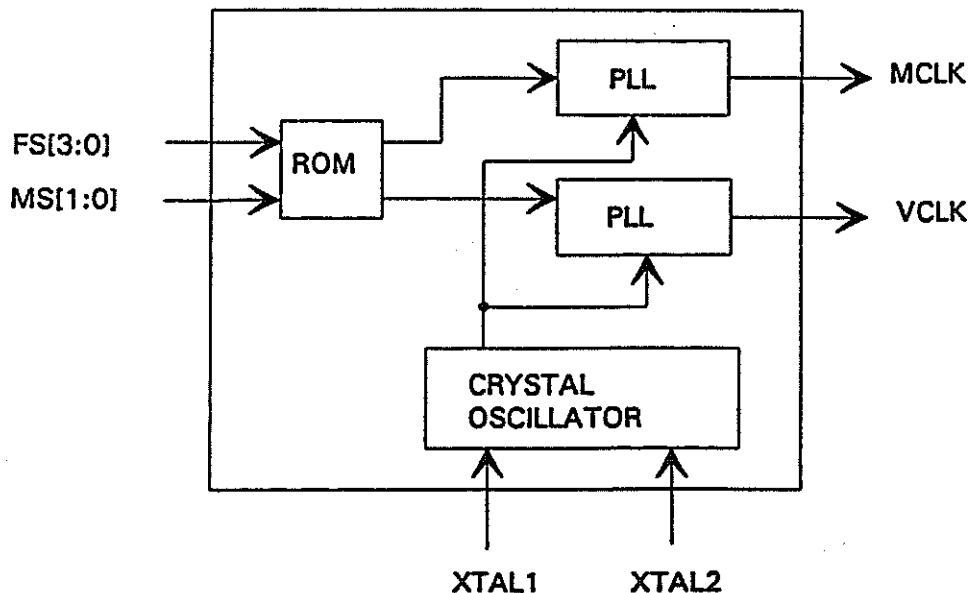 PLL
MCLK
FS[3:0]
ROM
MS[1:0]
PLL
VCLK
CRYSTAL
OSCILLATOR
XTAL1
XTAL2